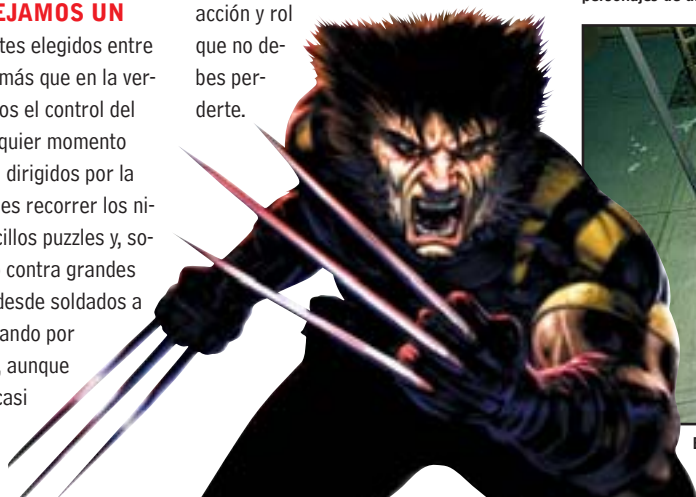 EJAMOS UN
tes elegidos entre
más que en la ver-
os el control del
quier momento
dirigidos por la
es recorrer los ni-
cillos puzzles y, so-
contra grandes
desde soldados a
ando por
, aunque
casi
acción y rol
que no de-
bes per-
derte.